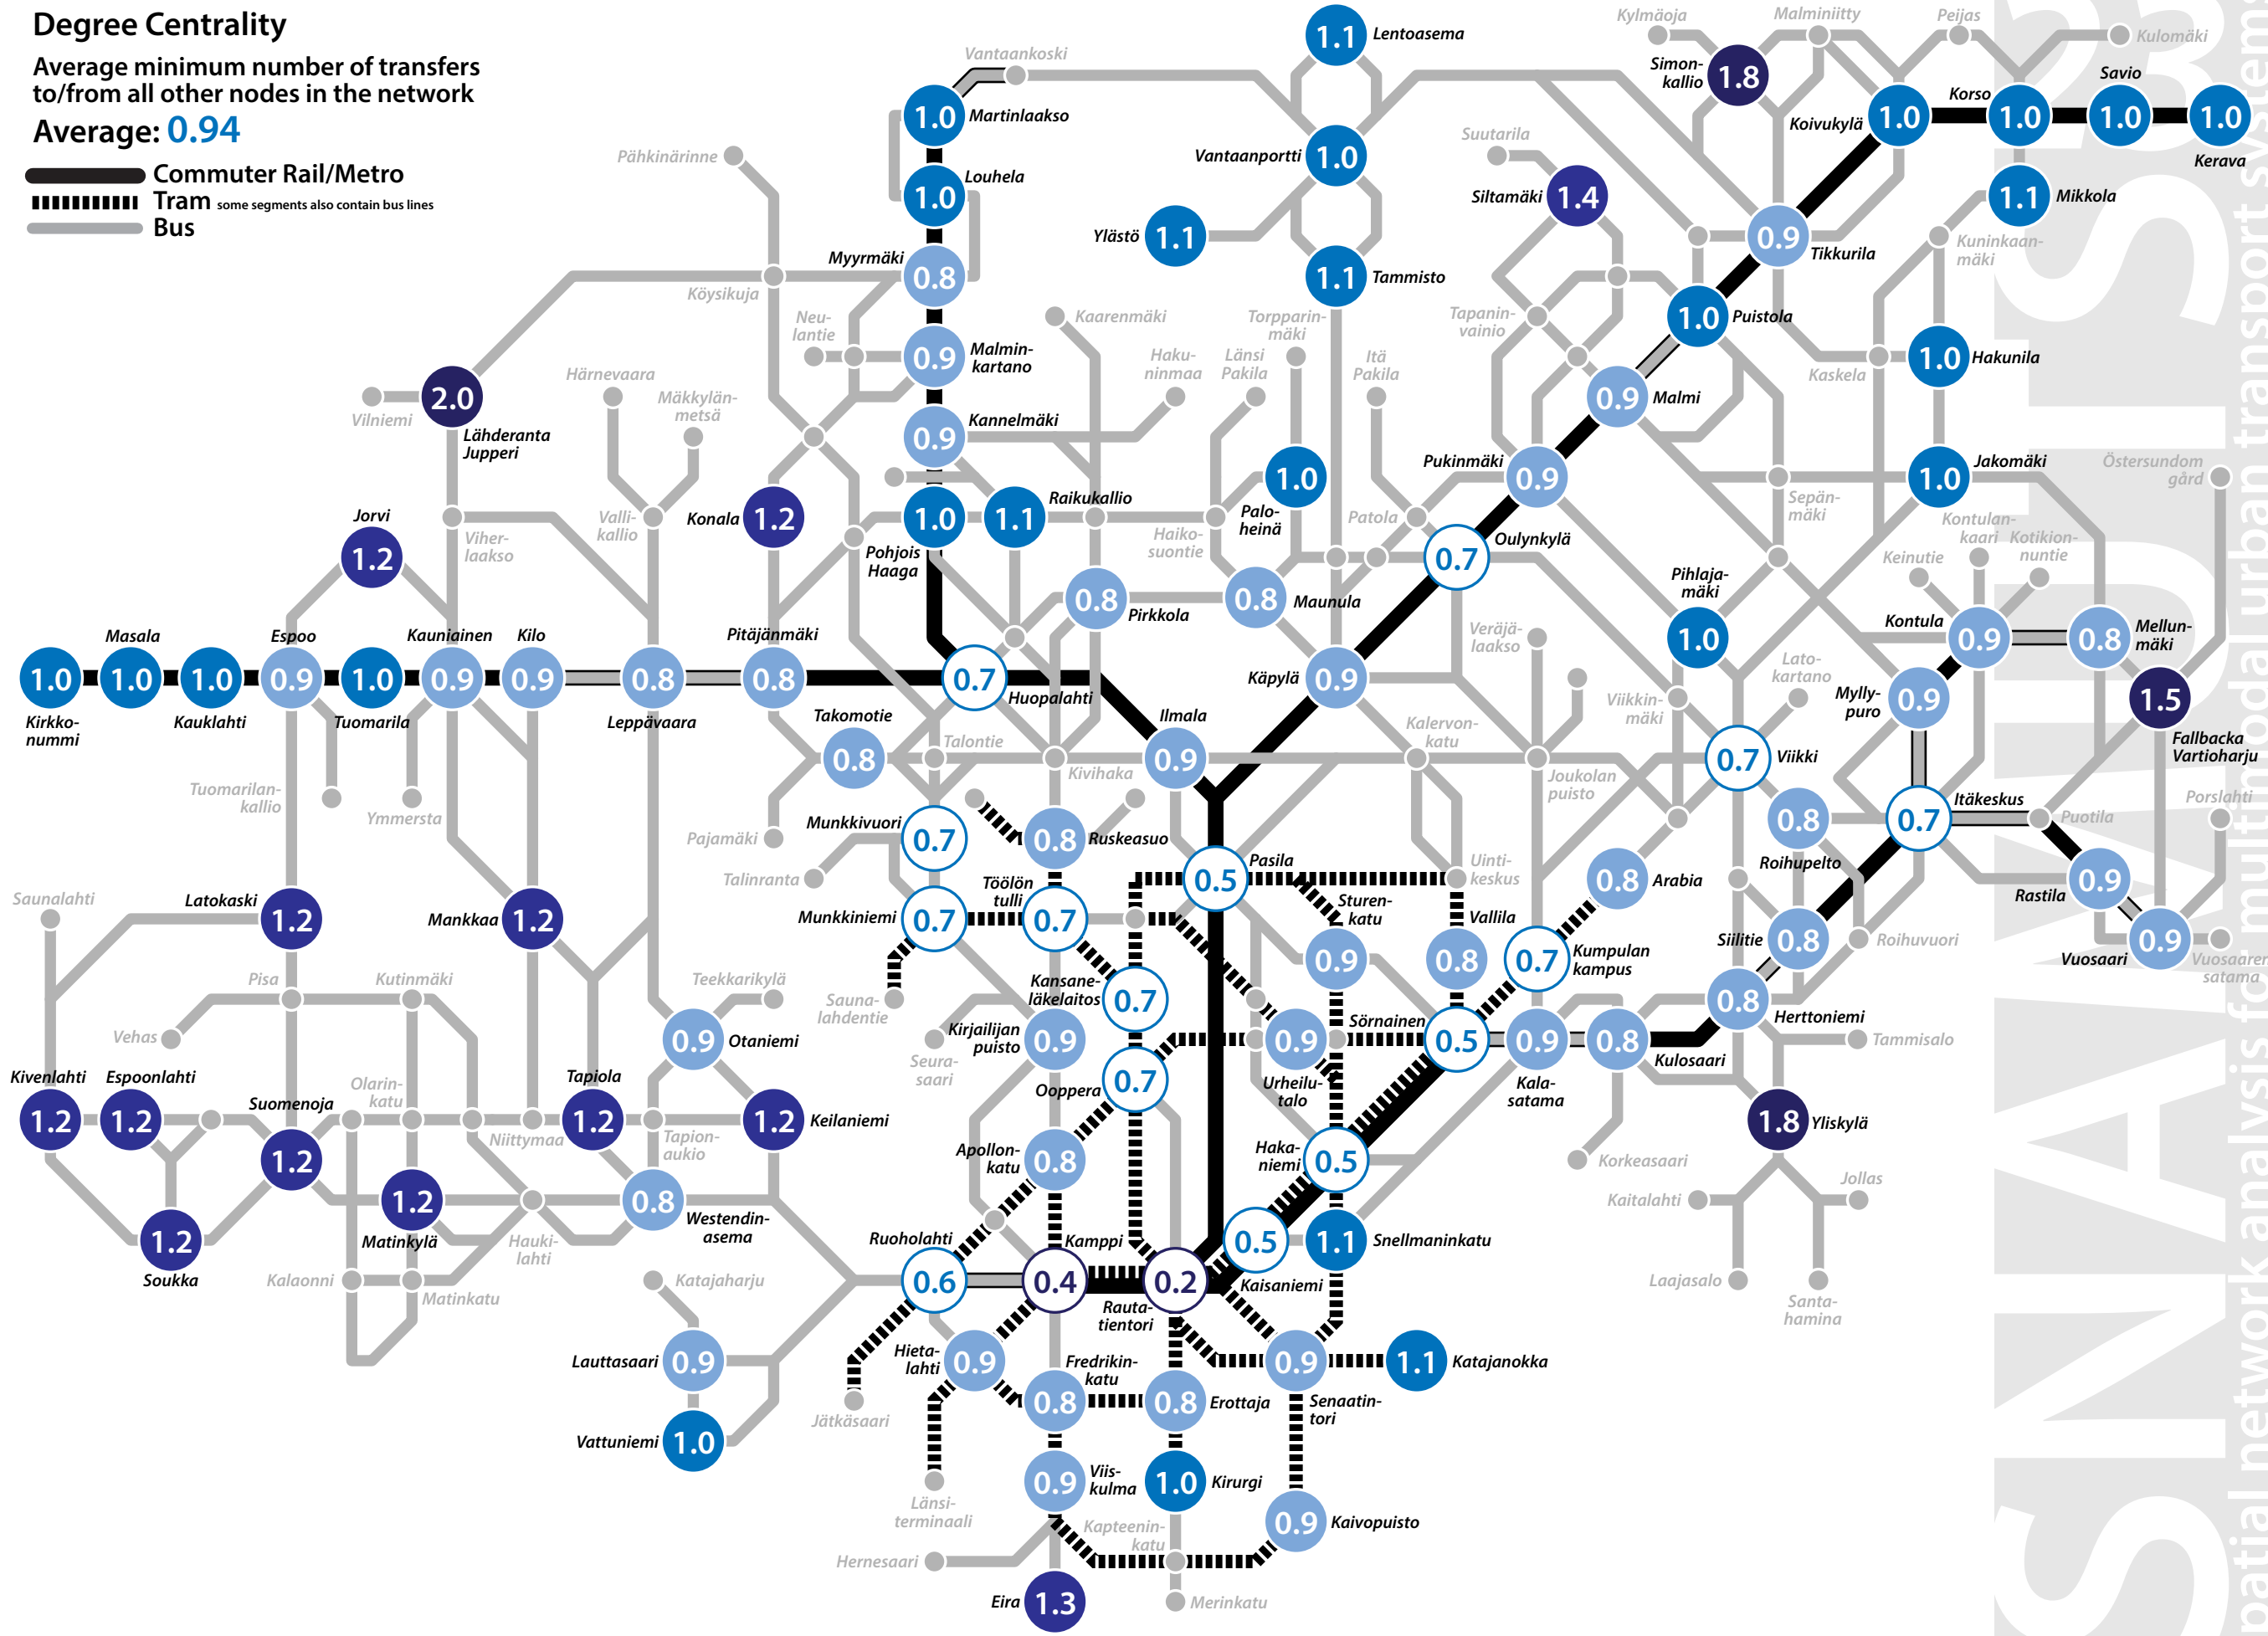 Degree Centrality
Average minimum number of transfers
to/from all other nodes in the network
Average: 0.94
Commuter Rail/Metro
Tram some segments also contain bus lines
Bus
Lentoasema
1.1
Kylmäoja
Malminiitty
Peijas
Kulomäki
Vantaankoski
Simon-
kallio
1.8
Savio
Korso
Martinlaakso
1.0
Koivukylä
1.0
1.0
1.0
1.0
Kerava
Suutarila
Pähkinärinne
Vantaanportti
1.0
Louhela
1.0
Siltamäki
1.4
1.1
Mikkola
Ylästö
1.1
0.9
Tikkurila
Kuninkaan-
mäki
Myyrmäki
0.8
Köysikuja
1.1
Tammisto
Neu-
lantie
Kaarenmäki
Torpparin-
mäki
Tapanin-
vainio
1.0
Puistola
0.9
Malmin-
kartano
Haku-
ninmaa
Länsi
Pakila
Itä
Pakila
1.0
Hakunila
Kaskela
Härnevaara
Mäkkylän-
metsä
Vilniemi
2.0
Lähderanta
Jupperi
0.9
Malmi
Kannelmäki
0.9
Pukinmäki
0.9
1.0
Palo-
heinä
1.0
Jakomäki
Östersundom
gård
Sepän-
mäki
Jorvi
1.2
Viher-
laakso
Valli-
kallio
Konala
1.2
1.0
Pohjois
Haaga
1.1
Raikukallio
Haiko-
suontie
Patola
Oulynkylä
0.7
Kontulan-
kaari
Kotikion-
nuntie
Keinutie
Pihlaja-
mäki
1.0
0.8
Pirkkola
0.8
Maunula
Veräjä-
laakso
Kontula
0.9
0.8
Mellun-
mäki
Masala
Espoo
Kauniainen
Kilo
Pitäjänmäki
1.0
1.0
1.0
0.9
1.0
0.9
0.9
0.8
0.8
0.7
Huopalahti
Käpylä
0.9
Kirkko-
nummi
Kauklahti
Tuomarila
Leppävaara
Lato-
kartano
Viikkin-
mäki
Mylly-
puro
0.9
1.5
Fallbacka
Vartioharju
Takomotie
0.8
Talontie
Kivihaka
Ilmala
0.9
Kalervon-
katu
Joukolan
puisto
0.7
Viikki
Tuomarilan-
kallio
Ymmersta
Pajamäki
Munkkivuori
0.7
0.8
Ruskeasuo
0.8
Roihupelto
0.7
Itäkeskus
Puotila
Porslahti
Talinranta
Töölön
tulli
0.7
Pasila
0.5
Uinti-
keskus
0.8
Arabia
0.9
Rastila
Saunalahti
Latokaski
1.2
Mankkaa
1.2
Munkkiniemi
0.7
Sturen-
katu
0.9
Vallila
0.8
0.7
Kumpulan
kampus
Siilitie
0.8
Roihuvuori
Vuosaari
0.9
Vuosaaren
satama
Pisa
Kutinmäki
Teekkarikylä
Sauna-
lahdentie
Kansane-
läkelaitos
0.7
Vehas
0.9
Otaniemi
Seura-
saari
Kirjailijan
puisto
0.9
0.9
Urheilu-
talo
Sörnainen
0.5
0.9
Kala-
satama
0.8
Kulosaari
0.8
Herttoniemi
Tammisalo
Kivenlahti
1.2
Espoonlahti
1.2
Suomenoja
1.2
Olarin-
katu
Niittymaa
Tapiola
1.2
Tapion-
aukio
1.2
Keilaniemi
Ooppera
0.7
1.8
Yliskylä
Apollon-
katu
0.8
Haka-
niemi
0.5
Korkeasaari
Kaitalahti
Jollas
1.2
Soukka
1.2
Matinkylä
Hauki-
lahti
0.8
Westendin-
asema
Ruoholahti
0.6
Kamppi
0.4
0.2
Rauta-
tientori
0.5
Kaisaniemi
1.1
Snellmaninkatu
Laajasalo
Santa-
hamina
Kalaonni
Matinkatu
Katajaharju
Lauttasaari
0.9
Hieta-
lahti
0.9
Fredrikin-
katu
0.8
0.8
Erottaja
0.9
Senaatin-
tori
1.1
Katajanokka
Jätkäsaari
Vattuniemi
1.0
Länsi-
terminaali
0.9
Viis-
kulma
1.0
Kirurgi
Kapteenin-
katu
0.9
Kaivopuisto
Hernesaari
Eira
1.3
Merinkatu